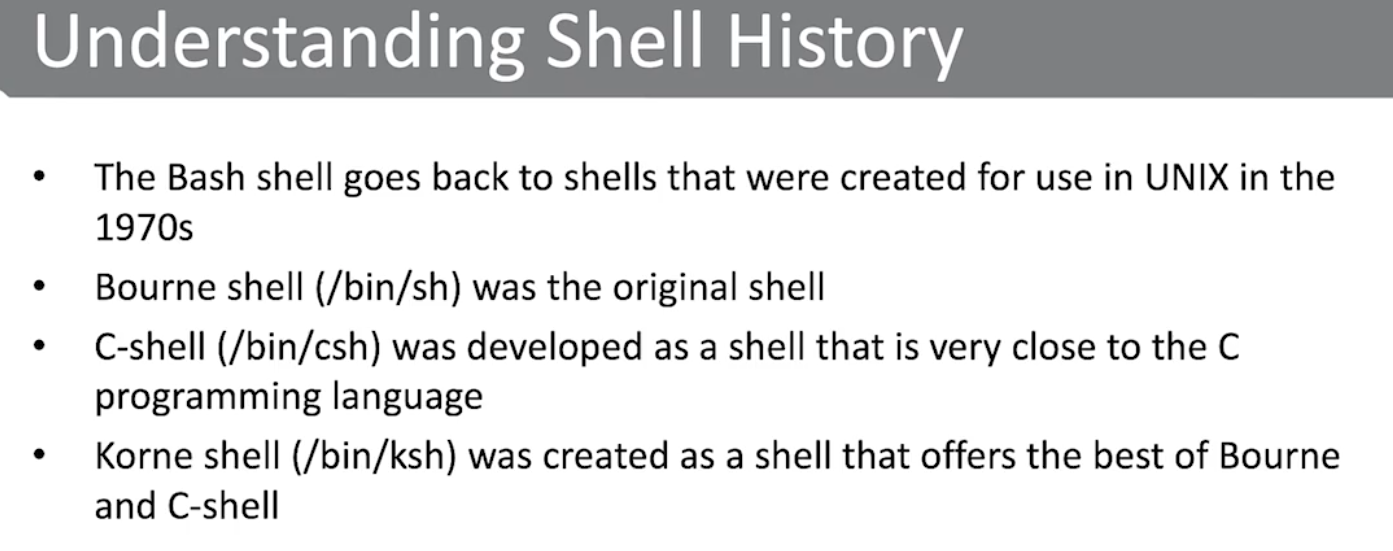 Understanding Shell History
• The Bash shell goes back to shells that were created for use in UNIX in the
1970s
• Bourne shell (/bin/sh) was the original shell
• C-shell (/bin/csh) was developed as a shell that is very close to the C
programming language
• Korne shell (/bin/ksh) was created as a shell that offers the best of Bourne
and C-shell